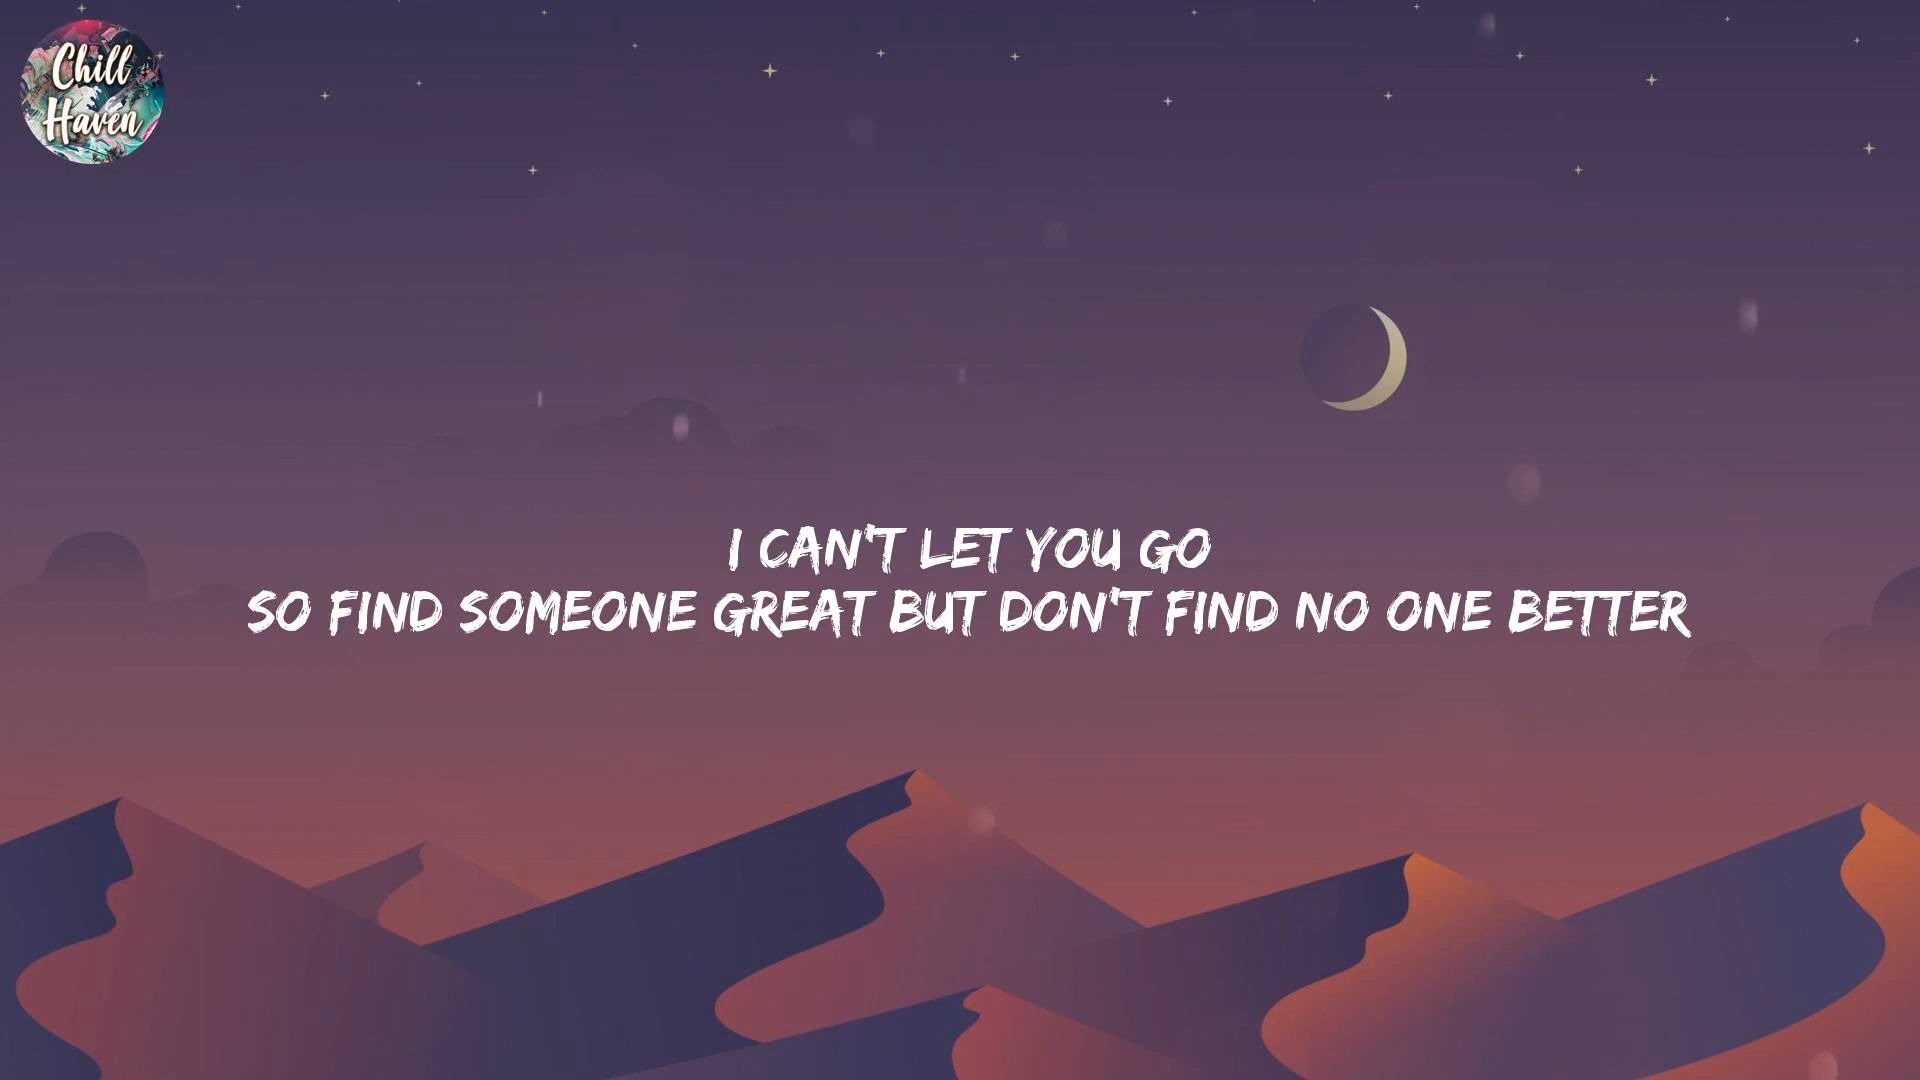 Chill
Haven
I CAN'T LET YOU GO
SO FIND SOMEONE GREAT BUT DON'T FIND NO ONE BETTER